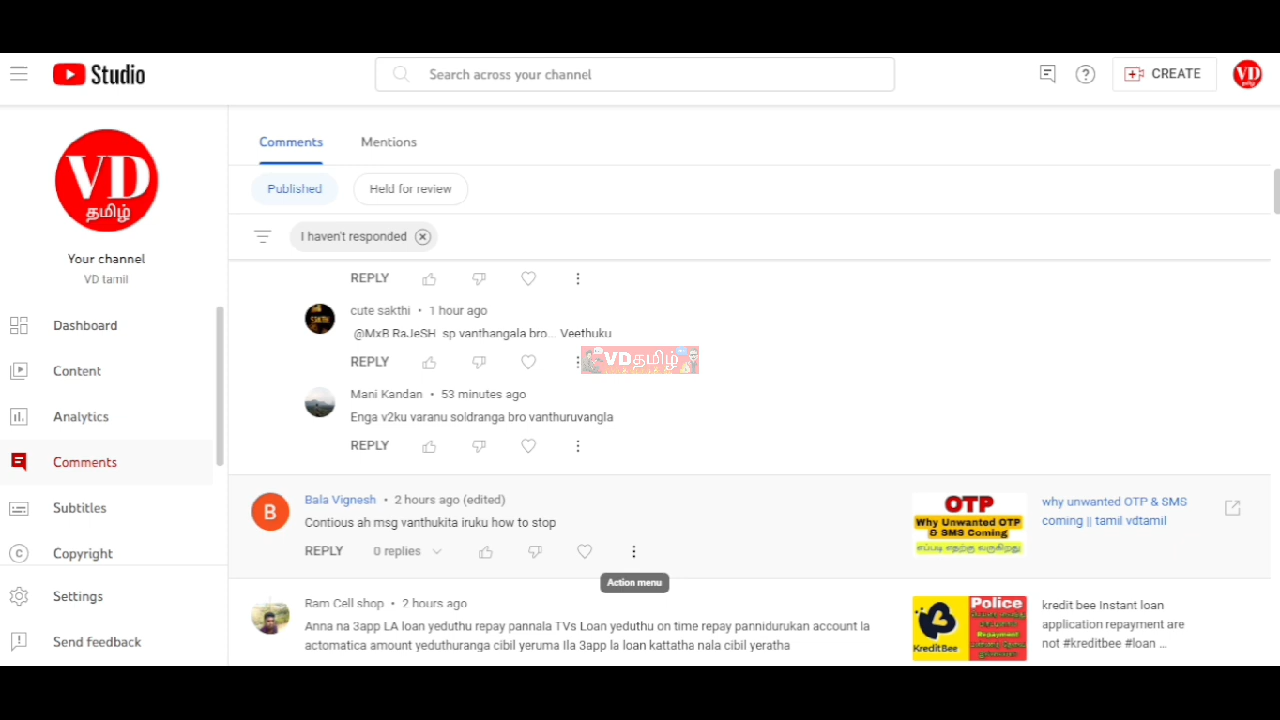 Studio
Search across your channel
CREATE
VD
தமிழ்
VD
தமிழ்
Your channel
VD tamil
Dashboard
Content
Analytics
Comments
Subtitles
Copyright
Settings
Send feedback
Comments
Mentions
Published
Held for review
I haven't responded
REPLY
cute sakthi • 1 hour ago
@MxB RaJeSH sp vanthangala bro... Veethuku
REPLY
VDதமிழ்
Mani Kandan • 53 minutes ago
Enga v2ku varanu soldranga bro vanthuruvangla
REPLY
B
Bala Vignesh • 2 hours ago (edited)
Contious ah msg vanthukita iruku how to stop
REPLY 0 replies
Action menu
OTP
Why Unwanted OTP
& SMS Coming
எப்படி எதற்கு வருகிறது
why unwanted OTP & SMS
coming || tamil vdtamil
Ram Cell shop • 2 hours ago
Anna na 3app LA loan yeduthu repay pannala TVs Loan yeduthu on time repay pannidurukan account la
actomatica amount yeduthuranga cibil yeruma Ila 3app la loan kattatha nala cibil yeratha
Police
KreditBee
kredit bee Instant loan
application repayment are
not #kreditbee #loan ...